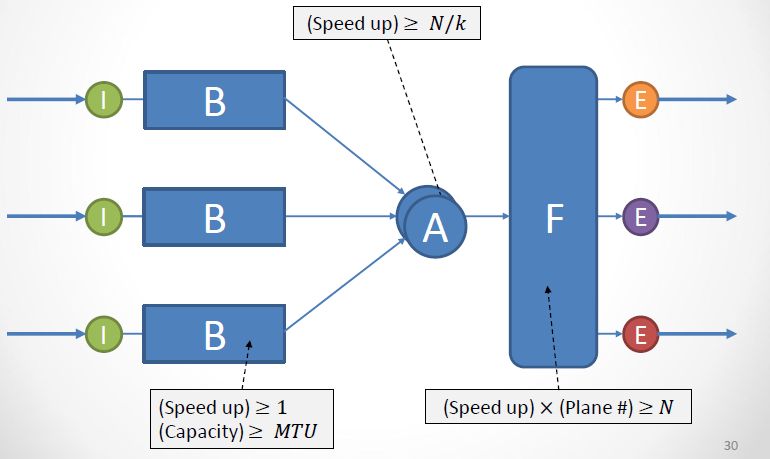 (Speed up) ≥ N/k
I
B
E
I
B
A
F
E
I
B
E
(Speed up) ≥ 1
(Capacity) ≥ MTU
(Speed up) × (Plane #) ≥ N
30